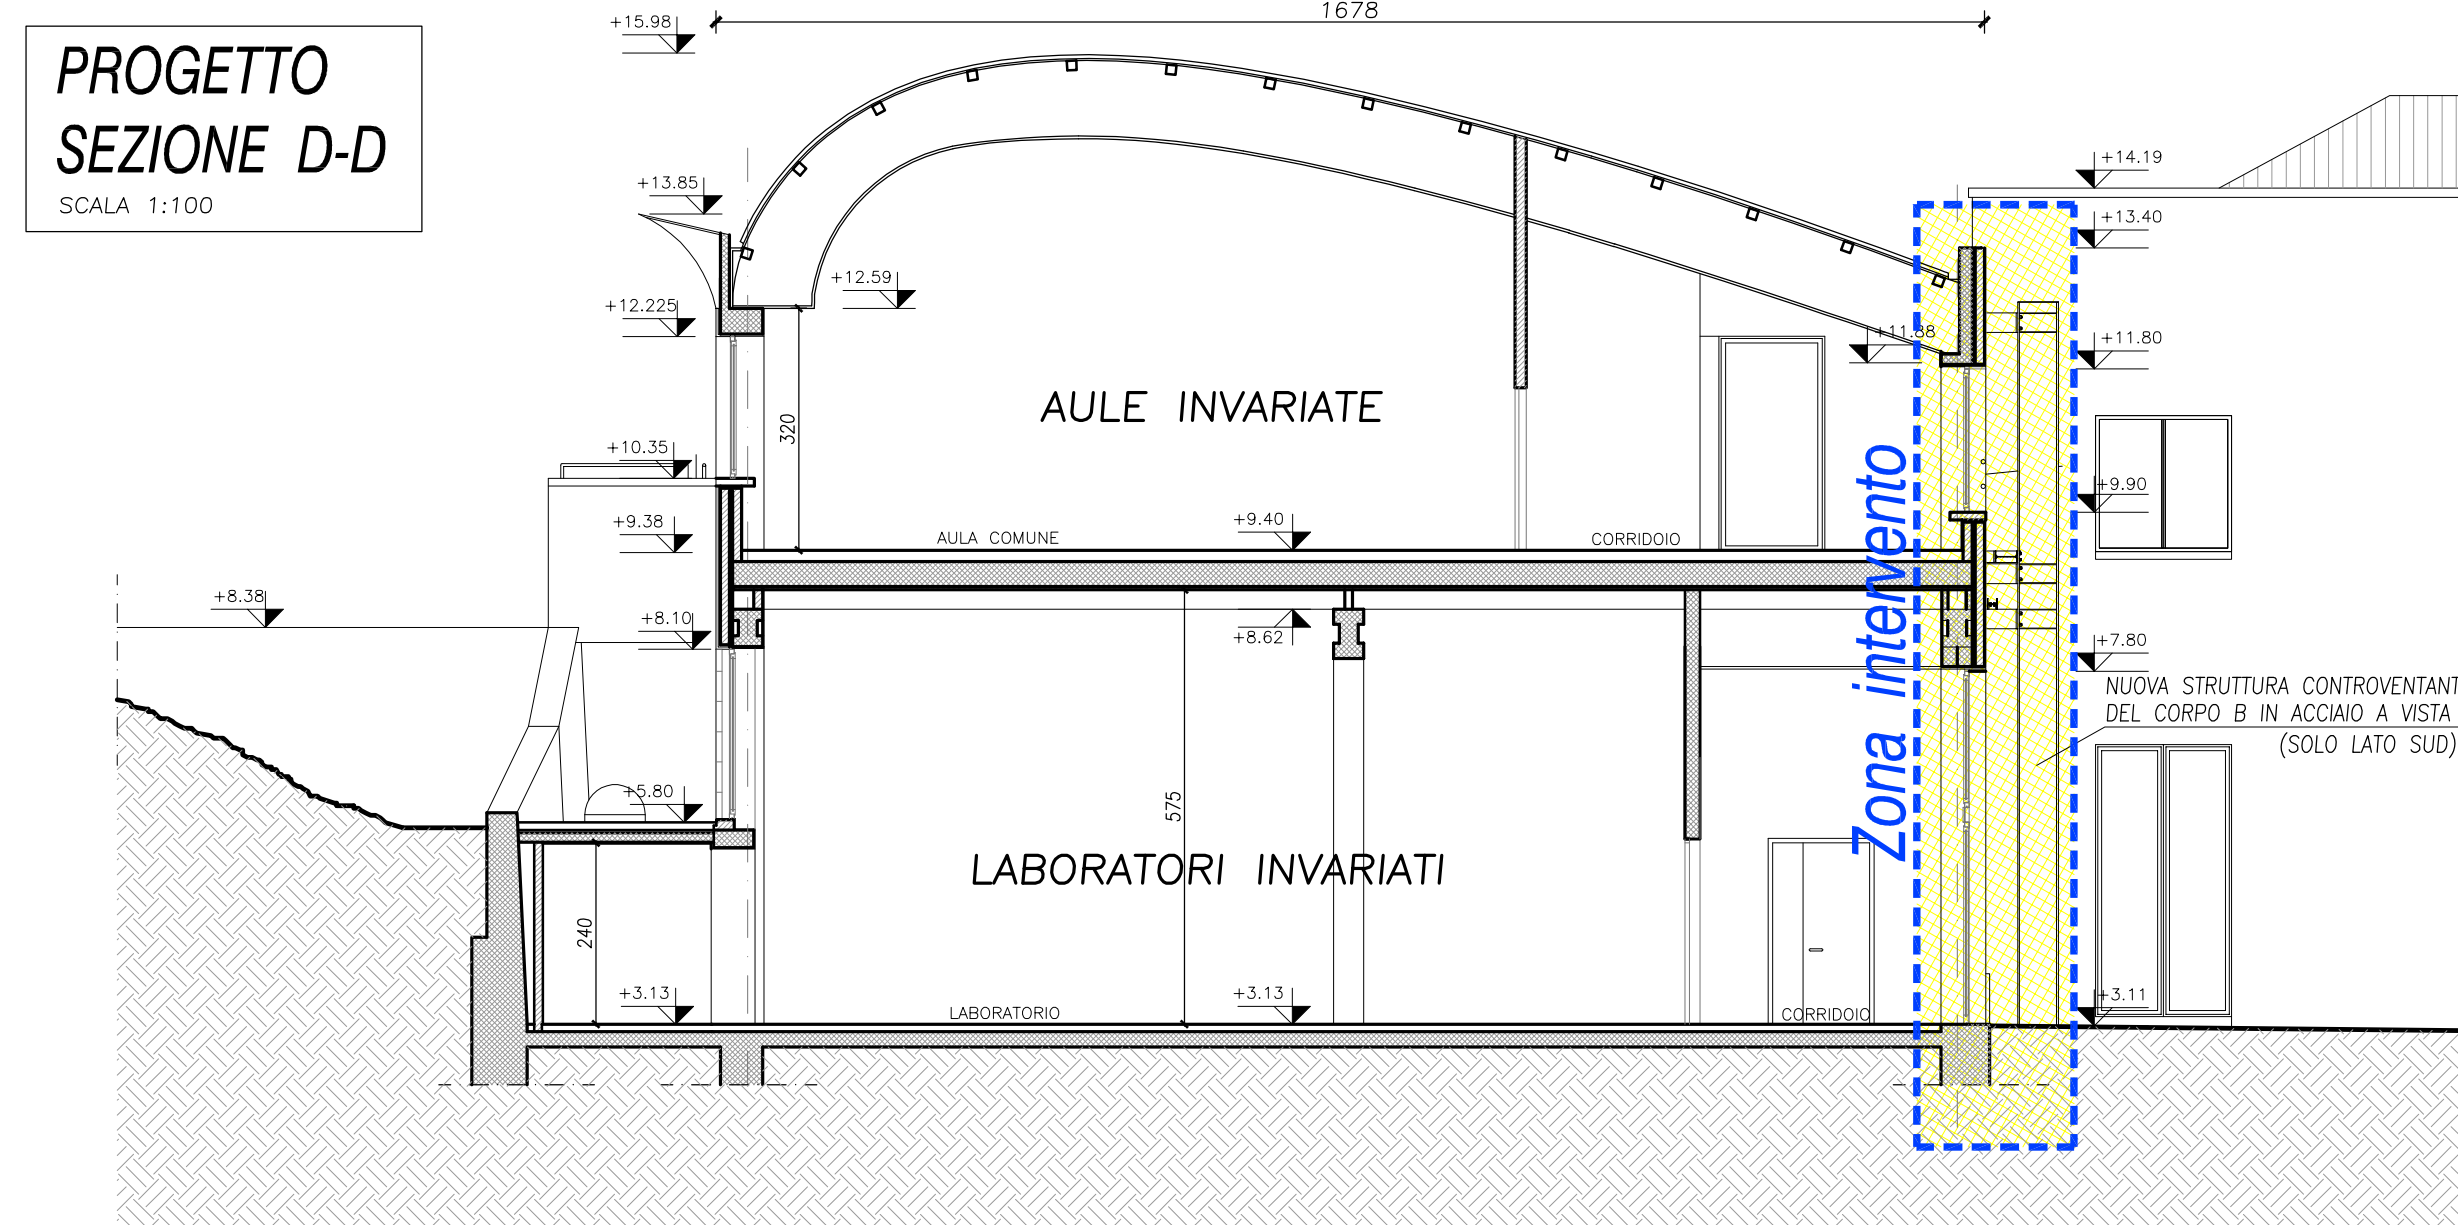 1678
+15.98
PROGETTO
SEZIONE D-D
SCALA 1:100
+14.19
+13.85
+13.40
+12.59
+12.225
+11.88
+11.80
AULE INVARIATE
320
+10.35
+9.90
+9.38
AULA COMUNE
+9.40
CORRIDOIO
Zona intervento
+8.38
+8.10
+8.62
+7.80
NUOVA STRUTTURA CONTROVENTANT
DEL CORPO B IN ACCIAIO A VISTA
(SOLO LATO SUD)
+5.80
575
LABORATORI INVARIATI
240
+3.13
+3.13
+3.11
LABORATORIO
CORRIDOIO